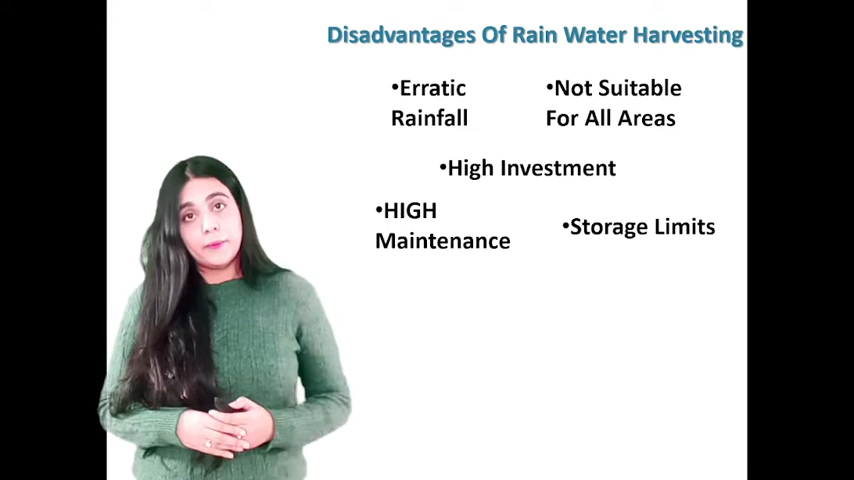 Disadvantages Of Rain Water Harvesting
•Erratic
Rainfall
•Not Suitable
For All Areas
•High Investment
•HIGH
Maintenance
•Storage Limits